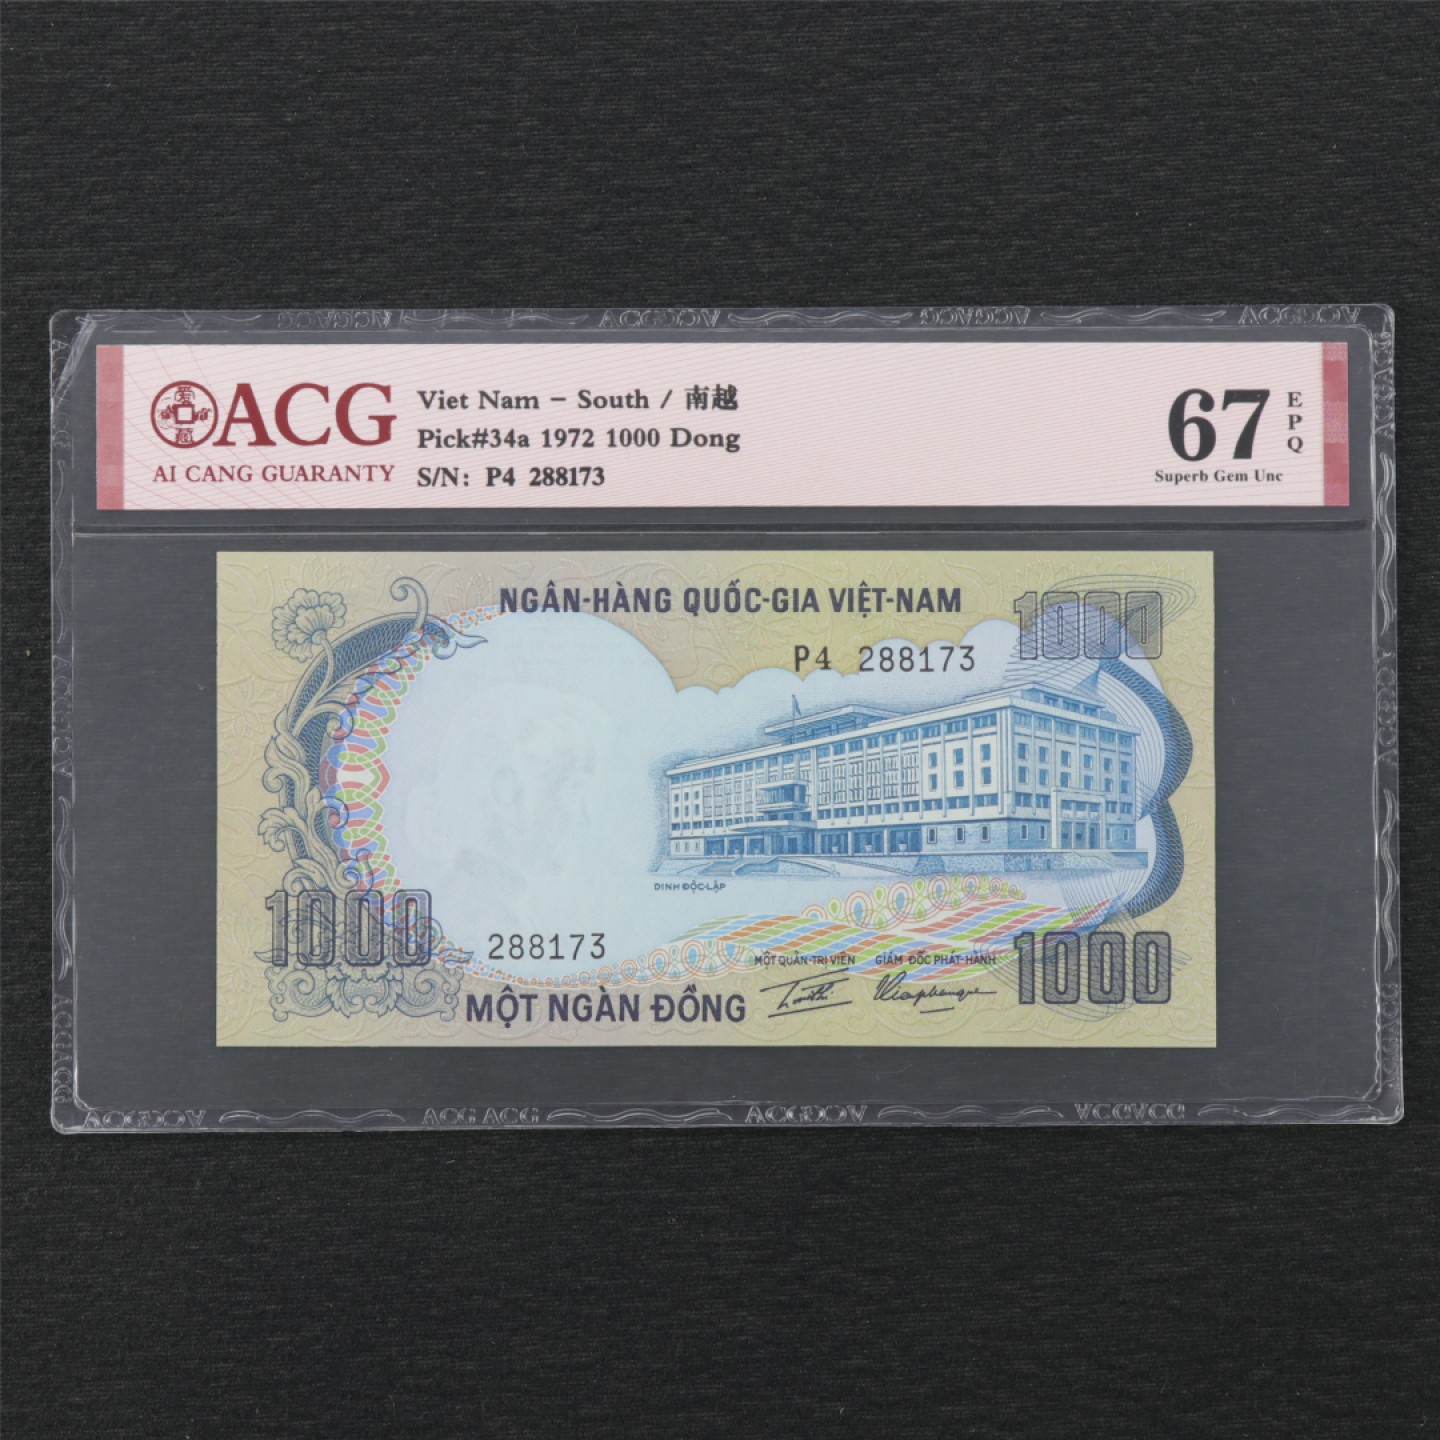 ACG
AI CANG GUARANTY
Viet Nam – South / 南越
Pick#34a 1972 1000 Dong
S/N: P4 288173
67
EPQ
Superb Gem Unc
NGÂN-HÀNG QUỐC-GIA VIỆT-NAM
1000
P4 288173
DINH ĐỘC-LẬP
1000
288173
MỘT QUẢN-TRỊ VIÊN
GIÁM ĐỐC PHÁT-HÀNH
1000
MỘT NGÀN ĐỒNG